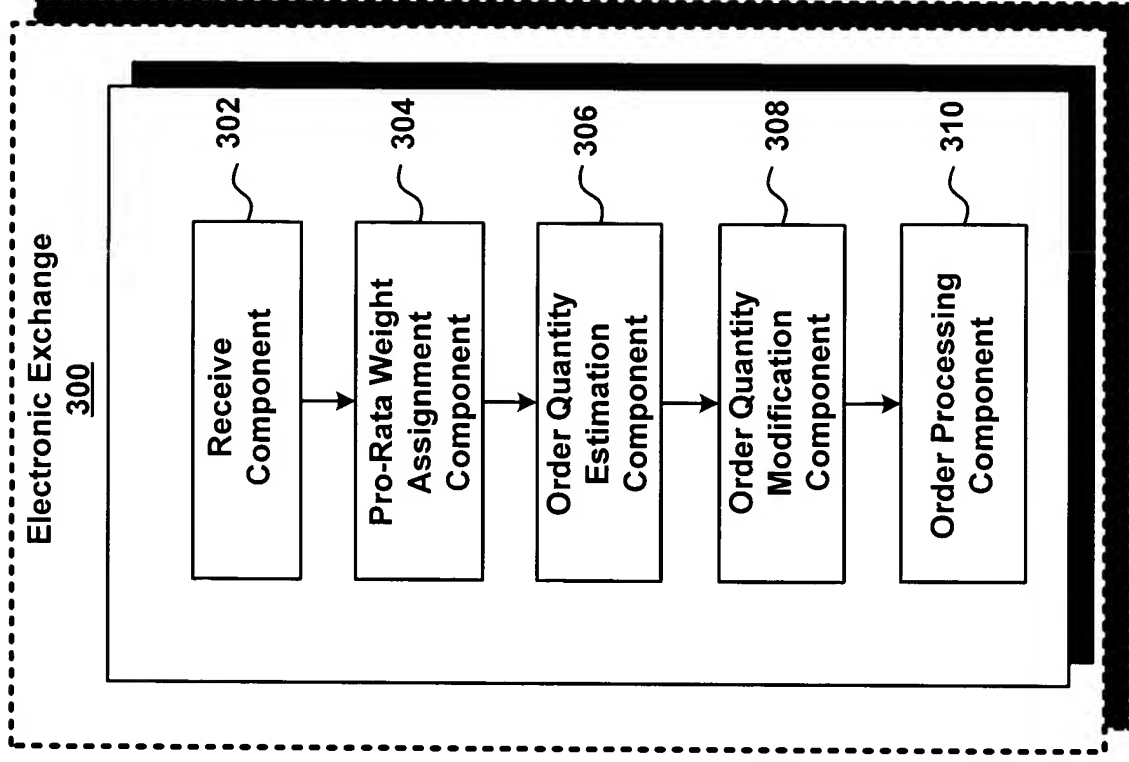 Electronic Exchange
300
Receive
Component
302
Pro-Rata Weight
Assignment
Component
304
Order Quantity
Estimation
Component
306
Order Quantity
Modification
Component
308
Order Processing
Component
310